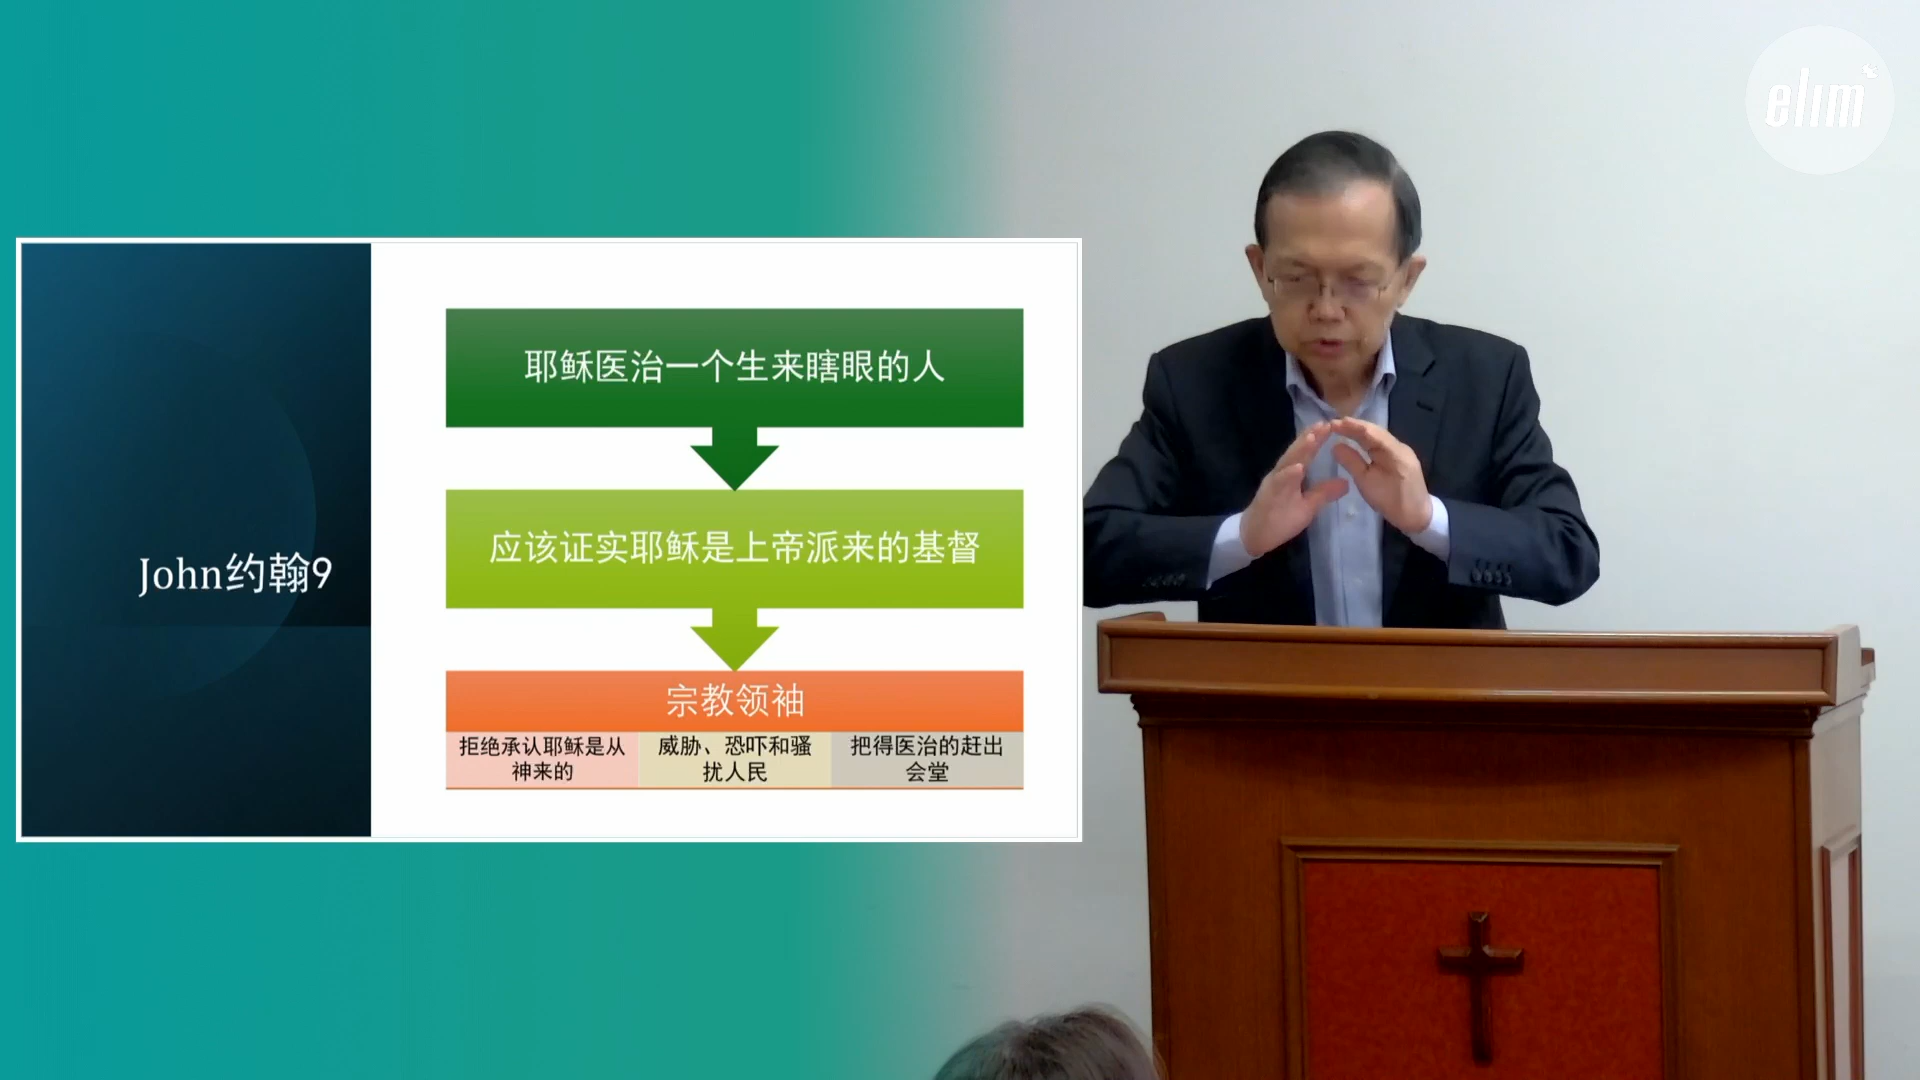 elim
John约翰9
耶稣医治一个生来瞎眼的人
应该证实耶稣是上帝派来的基督
宗教领袖
拒绝承认耶稣是从
神来的
威胁、恐吓和骚
扰人民
把得医治的赶出
会堂